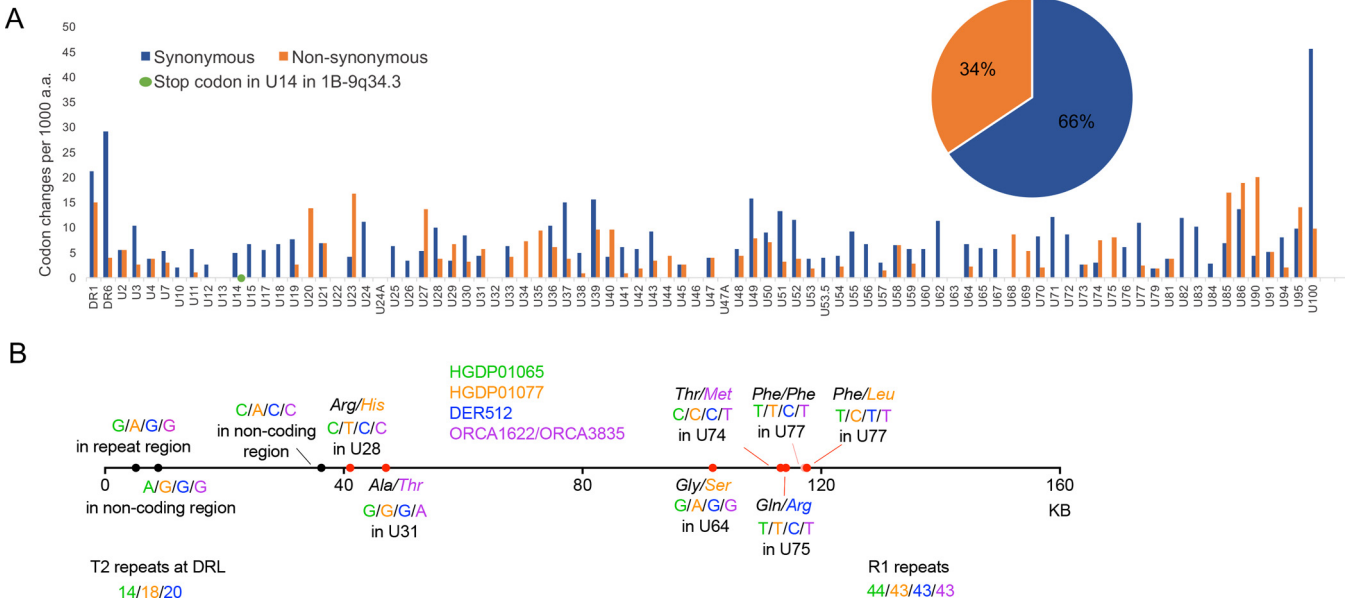 A
Codon changes per 1000 a.a.
50
45
40
35
30
25
20
15
10
5
0
Synonymous Non-synonymous
Stop codon in U14 in 1B-9q34.3
34%
66%
DR1 DR6 U2 U3 U4 U7 U10 U11 U12 U13 U14 U15 U17 U18 U19 U20 U21 U22 U23 U24 U24A U25 U26 U27 U28 U29 U30 U31 U32 U33 U34 U35 U36 U37 U38 U39 U40 U41 U42 U43 U44 U45 U46 U47 U47A U48 U49 U50 U51 U52 U53 U53.5 U54 U55 U56 U57 U58 U59 U60 U62 U63 U64 U65 U67 U68 U69 U70 U71 U72 U73 U74 U75 U76 U77 U79 U81 U82 U83 U84 U85 U86 U90 U91 U94 U95 U100
B
HGDP01065
HGDP01077
DER512
ORCA1622/ORCA3835
G/A/G/G
in repeat region
C/A/C/C
in non-coding
region
Arg/His
C/T/C/C
in U28
Thr/Met
C/C/C/T
in U74
Phe/Phe
T/T/C/T
in U77
Phe/Leu
T/C/T/T
in U77
0 40 80 120 160
KB
A/G/G/G
in non-coding region
Ala/Thr
G/G/G/A
in U31
Gly/Ser
G/A/G/G
in U64
Gln/Arg
T/T/C/T
in U75
T2 repeats at DRL
14/18/20
R1 repeats
44/43/43/43